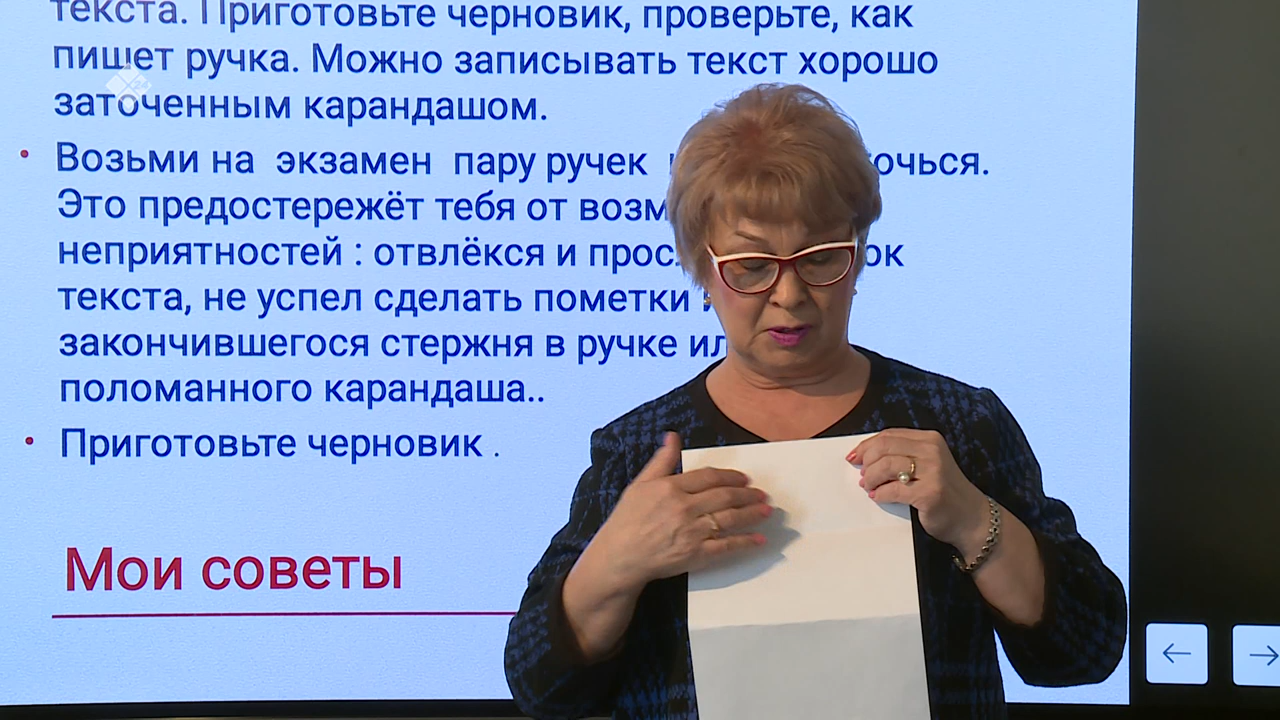 текста. Приготовьте черновик, проверьте, как
пишет ручка. Можно записывать текст хорошо
заточенным карандашом.
Возьми на экзамен пару ручек
Это предостережёт тебя от
неприятностей : отвлёкся и
текста, не успел сделать пометки
закончившегося стержня в ручке
поломанного карандаша..
Приготовьте черновик .
Мои советы